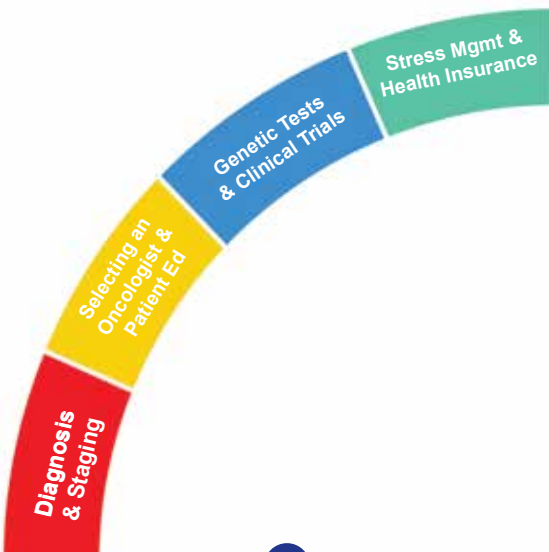 Stress Mgmt &
Health Insurance
Genetic Tests
& Clinical Trials
Selecting an
Oncologist &
Patient Ed
Diagnosis
& Staging